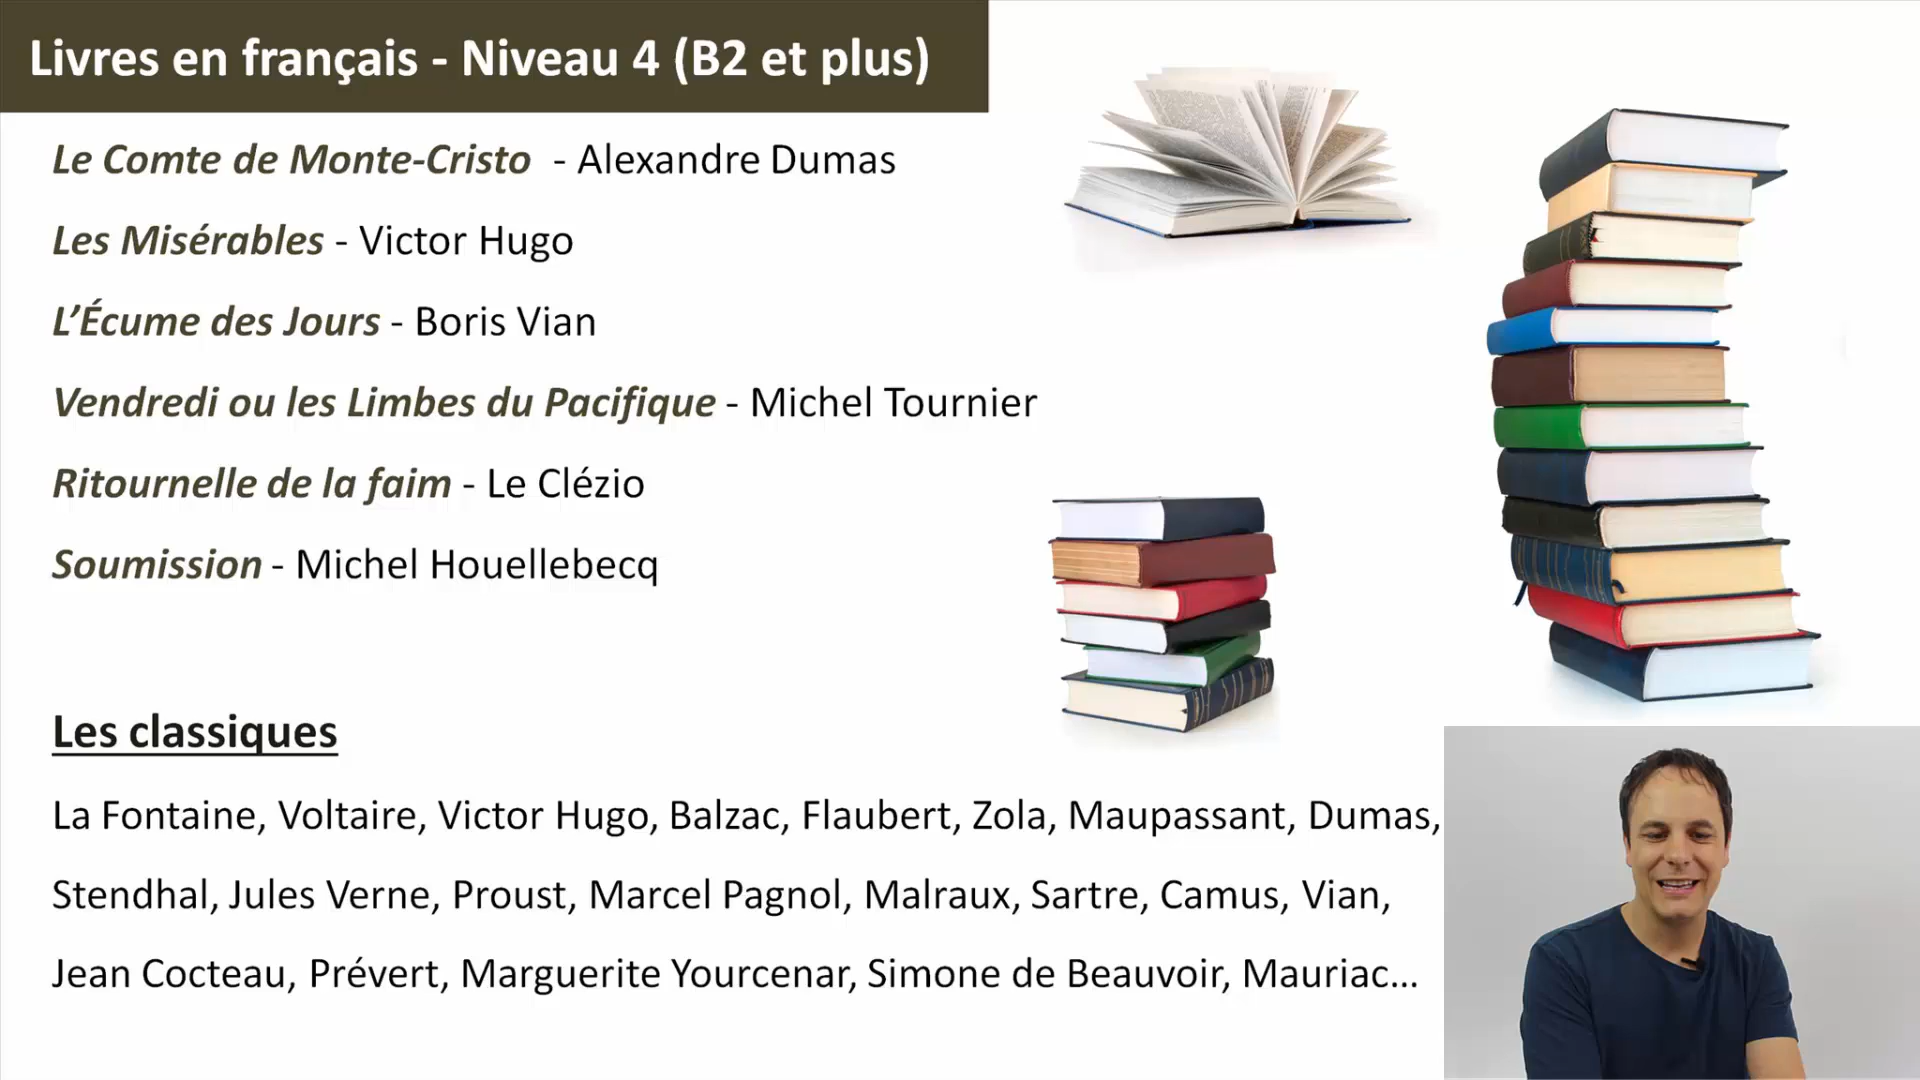 Livres en français - Niveau 4 (B2 et plus)
Le Comte de Monte-Cristo - Alexandre Dumas
Les Misérables - Victor Hugo
L’Écume des Jours - Boris Vian
Vendredi ou les Limbes du Pacifique - Michel Tournier
Ritournelle de la faim - Le Clézio
Soumission - Michel Houellebecq
Les classiques
La Fontaine, Voltaire, Victor Hugo, Balzac, Flaubert, Zola, Maupassant, Dumas,
Stendhal, Jules Verne, Proust, Marcel Pagnol, Malraux, Sartre, Camus, Vian,
Jean Cocteau, Prévert, Marguerite Yourcenar, Simone de Beauvoir, Mauriac...